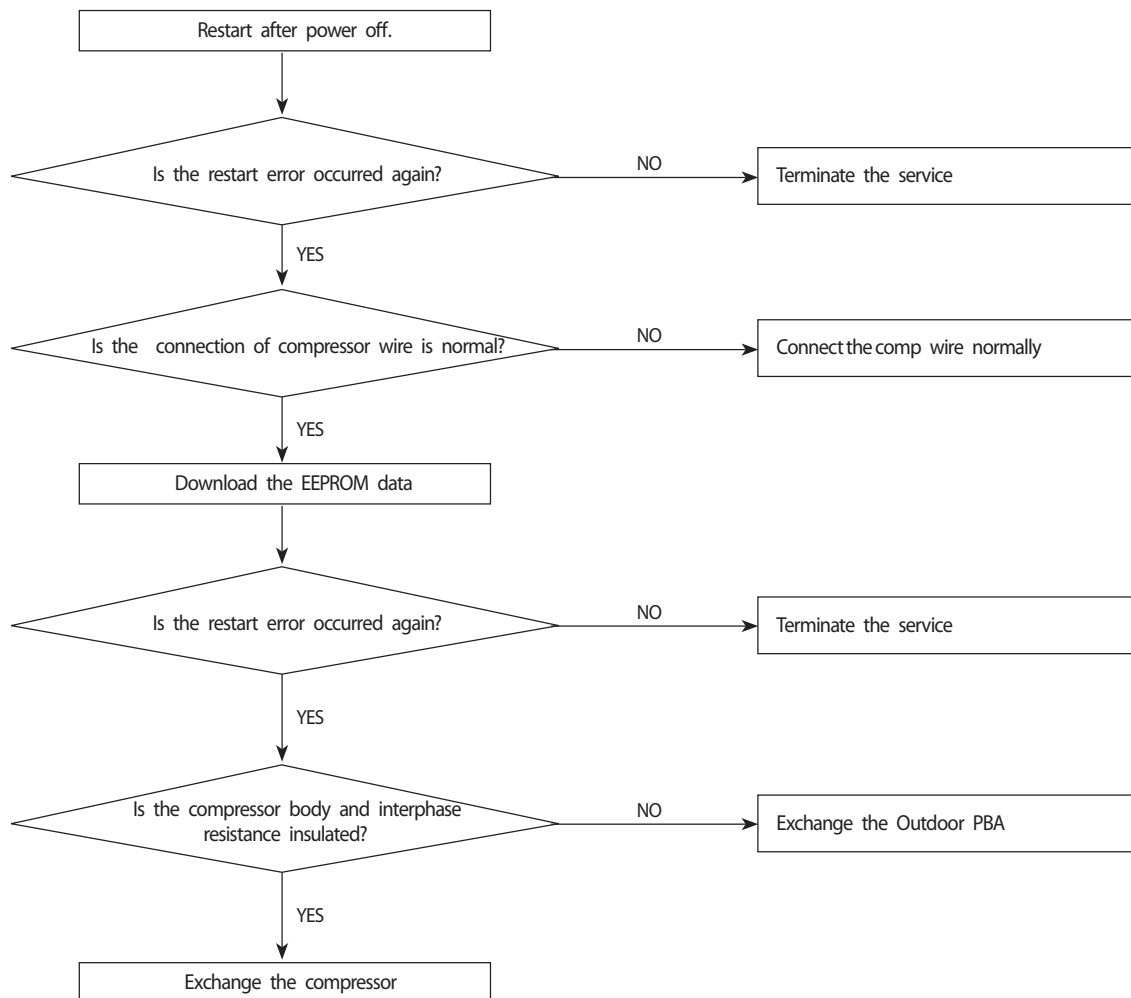 Restart after power off.
Is the restart error occurred again?
NO
Terminate the service
YES
Is the connection of compressor wire is normal?
NO
Connect the comp wire normally
YES
Download the EEPROM data
Is the restart error occurred again?
NO
Terminate the service
YES
Is the compressor body and interphase
resistance insulated?
NO
Exchange the Outdoor PBA
YES
Exchange the compressor